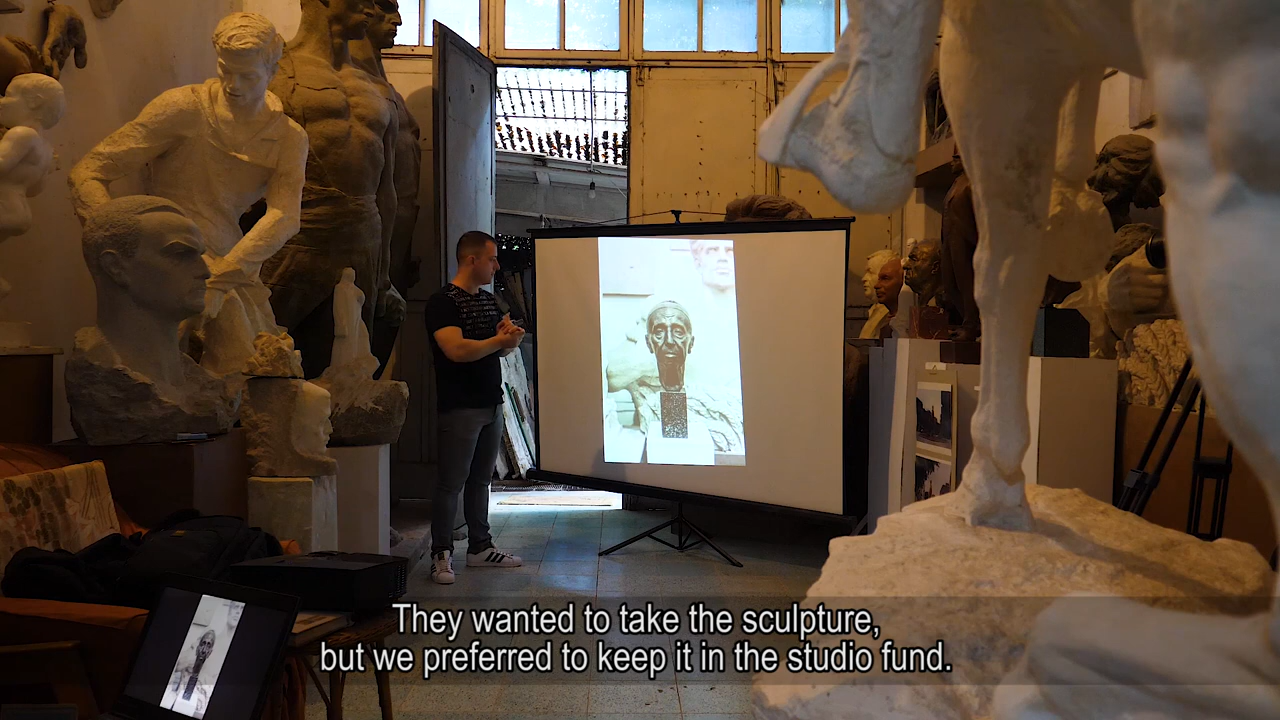 They wanted to take the sculpture,
but we preferred to keep it in the studio fund.